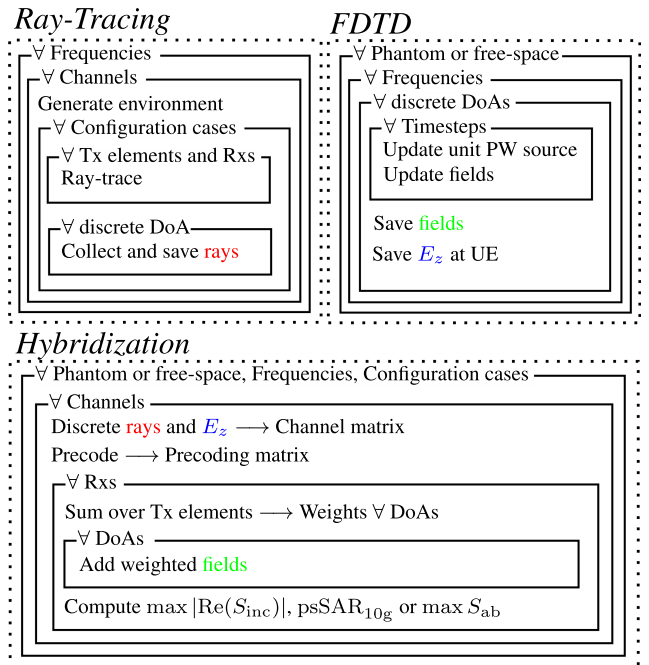 Ray-Tracing
∀ Frequencies
∀ Channels
Generate environment
∀ Configuration cases
∀ Tx elements and Rxs
Ray-trace
∀ discrete DoA
Collect and save rays
FDTD
∀ Phantom or free-space
∀ Frequencies
∀ discrete DoAs
∀ Timesteps
Update unit PW source
Update fields
Save fields
Save E_z at UE
Hybridization
∀ Phantom or free-space, Frequencies, Configuration cases
∀ Channels
Discrete rays and E_z ⟶ Channel matrix
Precode ⟶ Precoding matrix
∀ Rxs
Sum over Tx elements ⟶ Weights ∀ DoAs
∀ DoAs
Add weighted fields
Compute max |Re(S_inc)|, psSAR_10g or max S_ab